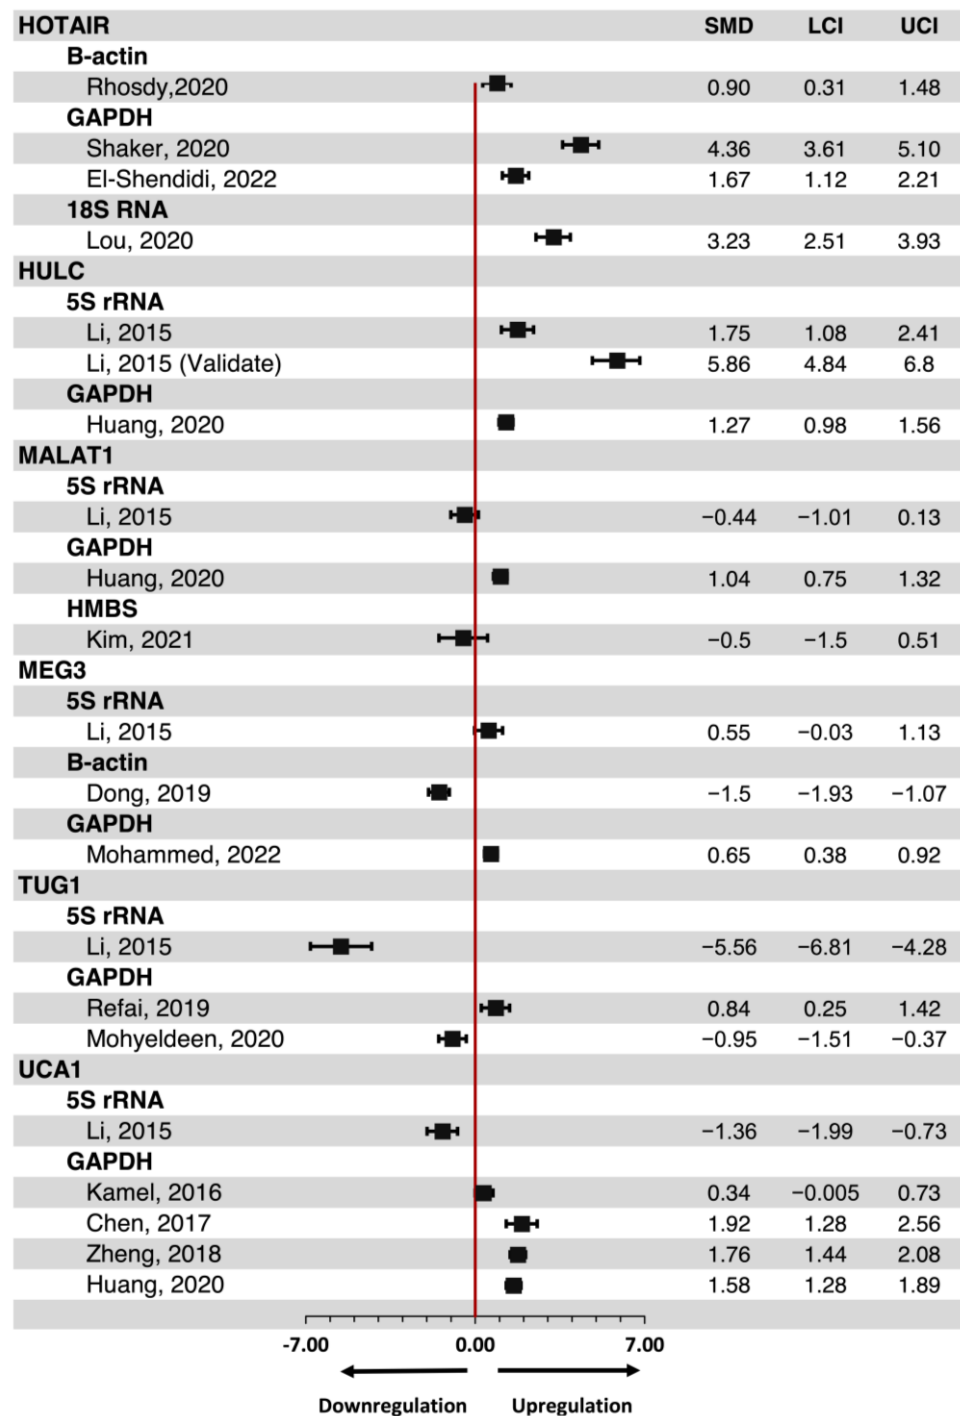 HOTAIR SMD LCI UCI
B-actin
Rhosdy,2020 0.90 0.31 1.48
GAPDH
Shaker, 2020 4.36 3.61 5.10
El-Shendidi, 2022 1.67 1.12 2.21
18S RNA
Lou, 2020 3.23 2.51 3.93
HULC
5S rRNA
Li, 2015 1.75 1.08 2.41
Li, 2015 (Validate) 5.86 4.84 6.8
GAPDH
Huang, 2020 1.27 0.98 1.56
MALAT1
5S rRNA
Li, 2015 −0.44 −1.01 0.13
GAPDH
Huang, 2020 1.04 0.75 1.32
HMBS
Kim, 2021 −0.5 −1.5 0.51
MEG3
5S rRNA
Li, 2015 0.55 −0.03 1.13
B-actin
Dong, 2019 −1.5 −1.93 −1.07
GAPDH
Mohammed, 2022 0.65 0.38 0.92
TUG1
5S rRNA
Li, 2015 −5.56 −6.81 −4.28
GAPDH
Refai, 2019 0.84 0.25 1.42
Mohyeldeen, 2020 −0.95 −1.51 −0.37
UCA1
5S rRNA
Li, 2015 −1.36 −1.99 −0.73
GAPDH
Kamel, 2016 0.34 −0.005 0.73
Chen, 2017 1.92 1.28 2.56
Zheng, 2018 1.76 1.44 2.08
Huang, 2020 1.58 1.28 1.89
-7.00 0.00 7.00
Downregulation Upregulation